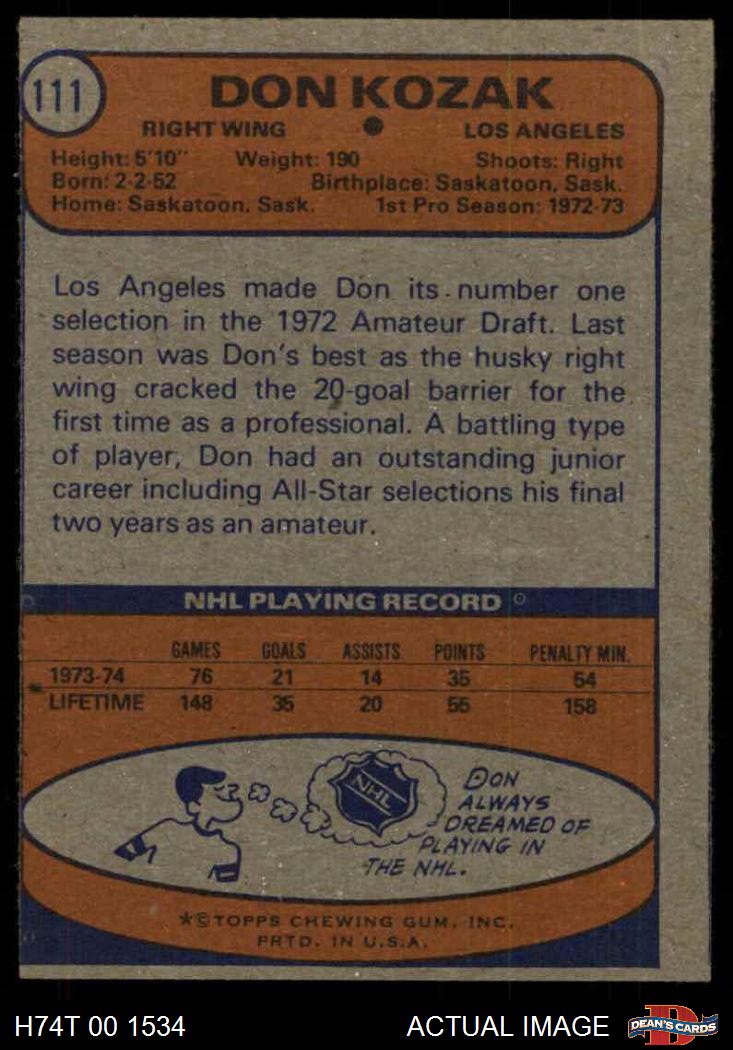 111
DON KOZAK
RIGHT WING LOS ANGELES
Height: 5'10" Weight: 190 Shoots: Right
Born: 2-2-52 Birthplace: Saskatoon, Sask.
Home: Saskatoon, Sask. 1st Pro Season: 1972-73
Los Angeles made Don its number one
selection in the 1972 Amateur Draft. Last
season was Don's best as the husky right
wing cracked the 20-goal barrier for the
first time as a professional. A battling type
of player, Don had an outstanding junior
career including All-Star selections his final
two years as an amateur.
NHL PLAYING RECORD
GAMES GOALS ASSISTS POINTS PENALTY MIN.
1973-74 76 21 14 35 54
LIFETIME 148 35 20 55 158
NHL
DON
ALWAYS
DREAMED OF
PLAYING IN
THE NHL.
*©TOPPS CHEWING GUM, INC.
PRTD. IN U.S.A.
H74T 00 1534 ACTUAL IMAGE
D
DEAN'S CARDS